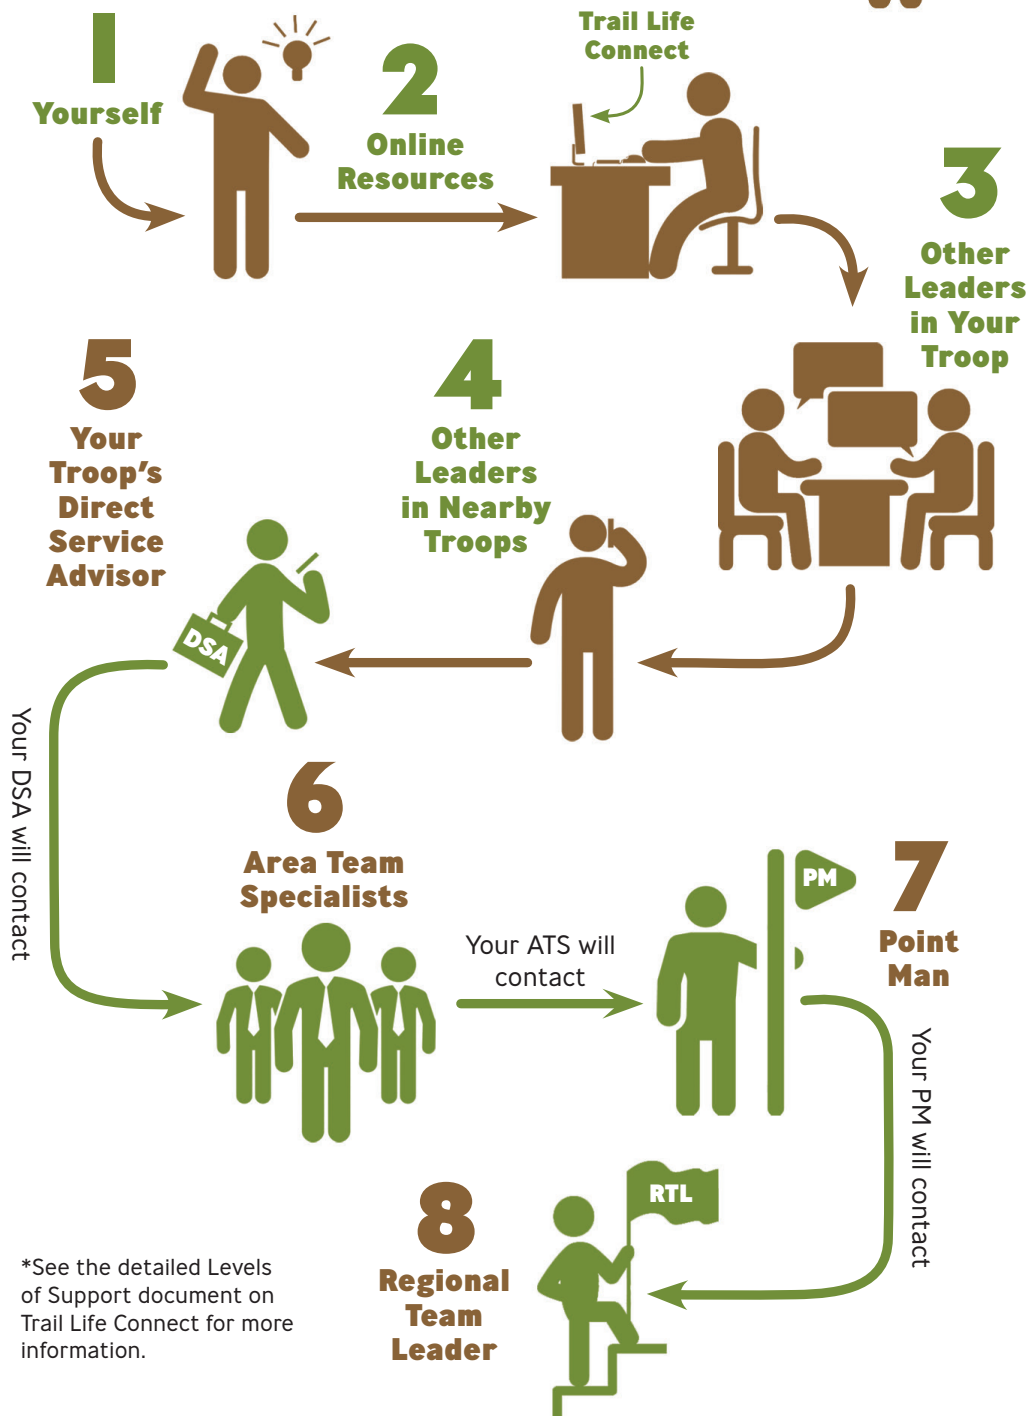 1
Yourself
2
Online
Resources
Trail Life
Connect
3
Other
Leaders
in Your
Troop
4
Other
Leaders
in Nearby
Troops
5
Your
Troop's
Direct
Service
Advisor
DSA
Your DSA will contact
6
Area Team
Specialists
Your ATS will
contact
PM
7
Point
Man
Your PM will contact
8
Regional
Team
Leader
RTL
*See the detailed Levels
of Support document on
Trail Life Connect for more
information.